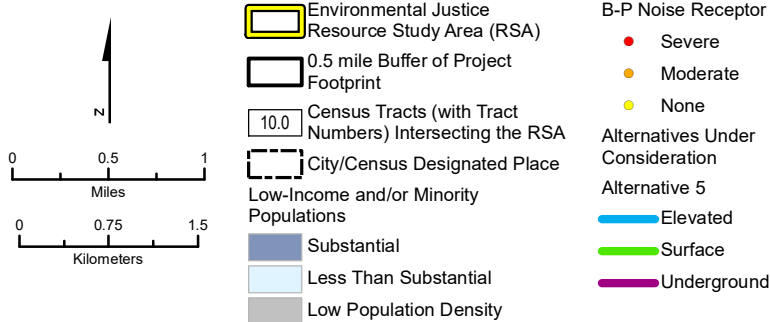 N
0 0.5 1
Miles
0 0.75 1.5
Kilometers
Environmental Justice
Resource Study Area (RSA)
0.5 mile Buffer of Project
Footprint
10.0
Census Tracts (with Tract
Numbers) Intersecting the RSA
City/Census Designated Place
Low-Income and/or Minority
Populations
Substantial
Less Than Substantial
Low Population Density
B-P Noise Receptor
Severe
Moderate
None
Alternatives Under
Consideration
Alternative 5
Elevated
Surface
Underground